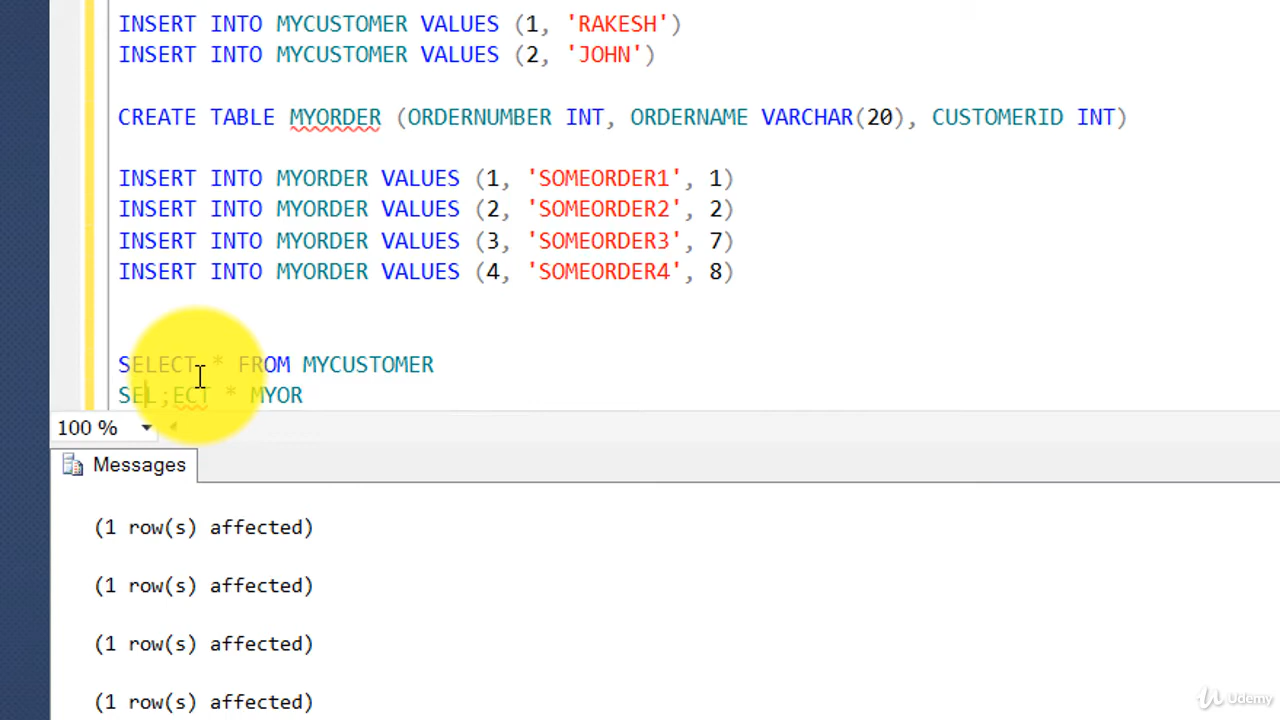 INSERT INTO MYCUSTOMER VALUES (1, 'RAKESH')
INSERT INTO MYCUSTOMER VALUES (2, 'JOHN')
CREATE TABLE MYORDER (ORDERNUMBER INT, ORDERNAME VARCHAR(20), CUSTOMERID INT)
INSERT INTO MYORDER VALUES (1, 'SOMEORDER1', 1)
INSERT INTO MYORDER VALUES (2, 'SOMEORDER2', 2)
INSERT INTO MYORDER VALUES (3, 'SOMEORDER3', 7)
INSERT INTO MYORDER VALUES (4, 'SOMEORDER4', 8)
SELECT * FROM MYCUSTOMER
SEL;ECT * MYOR
100 %
Messages
(1 row(s) affected)
(1 row(s) affected)
(1 row(s) affected)
(1 row(s) affected)
Udemy